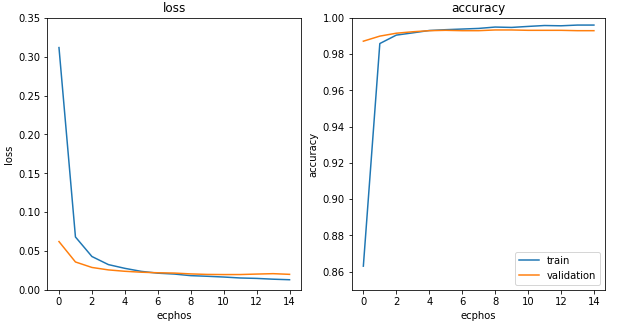 loss
accuracy
0.35
0.30
0.25
0.20
0.15
0.10
0.05
0.00
loss
0 2 4 6 8 10 12 14
ecphos
1.00
0.98
0.96
0.94
0.92
0.90
0.88
0.86
accuracy
0 2 4 6 8 10 12 14
ecphos
train
validation